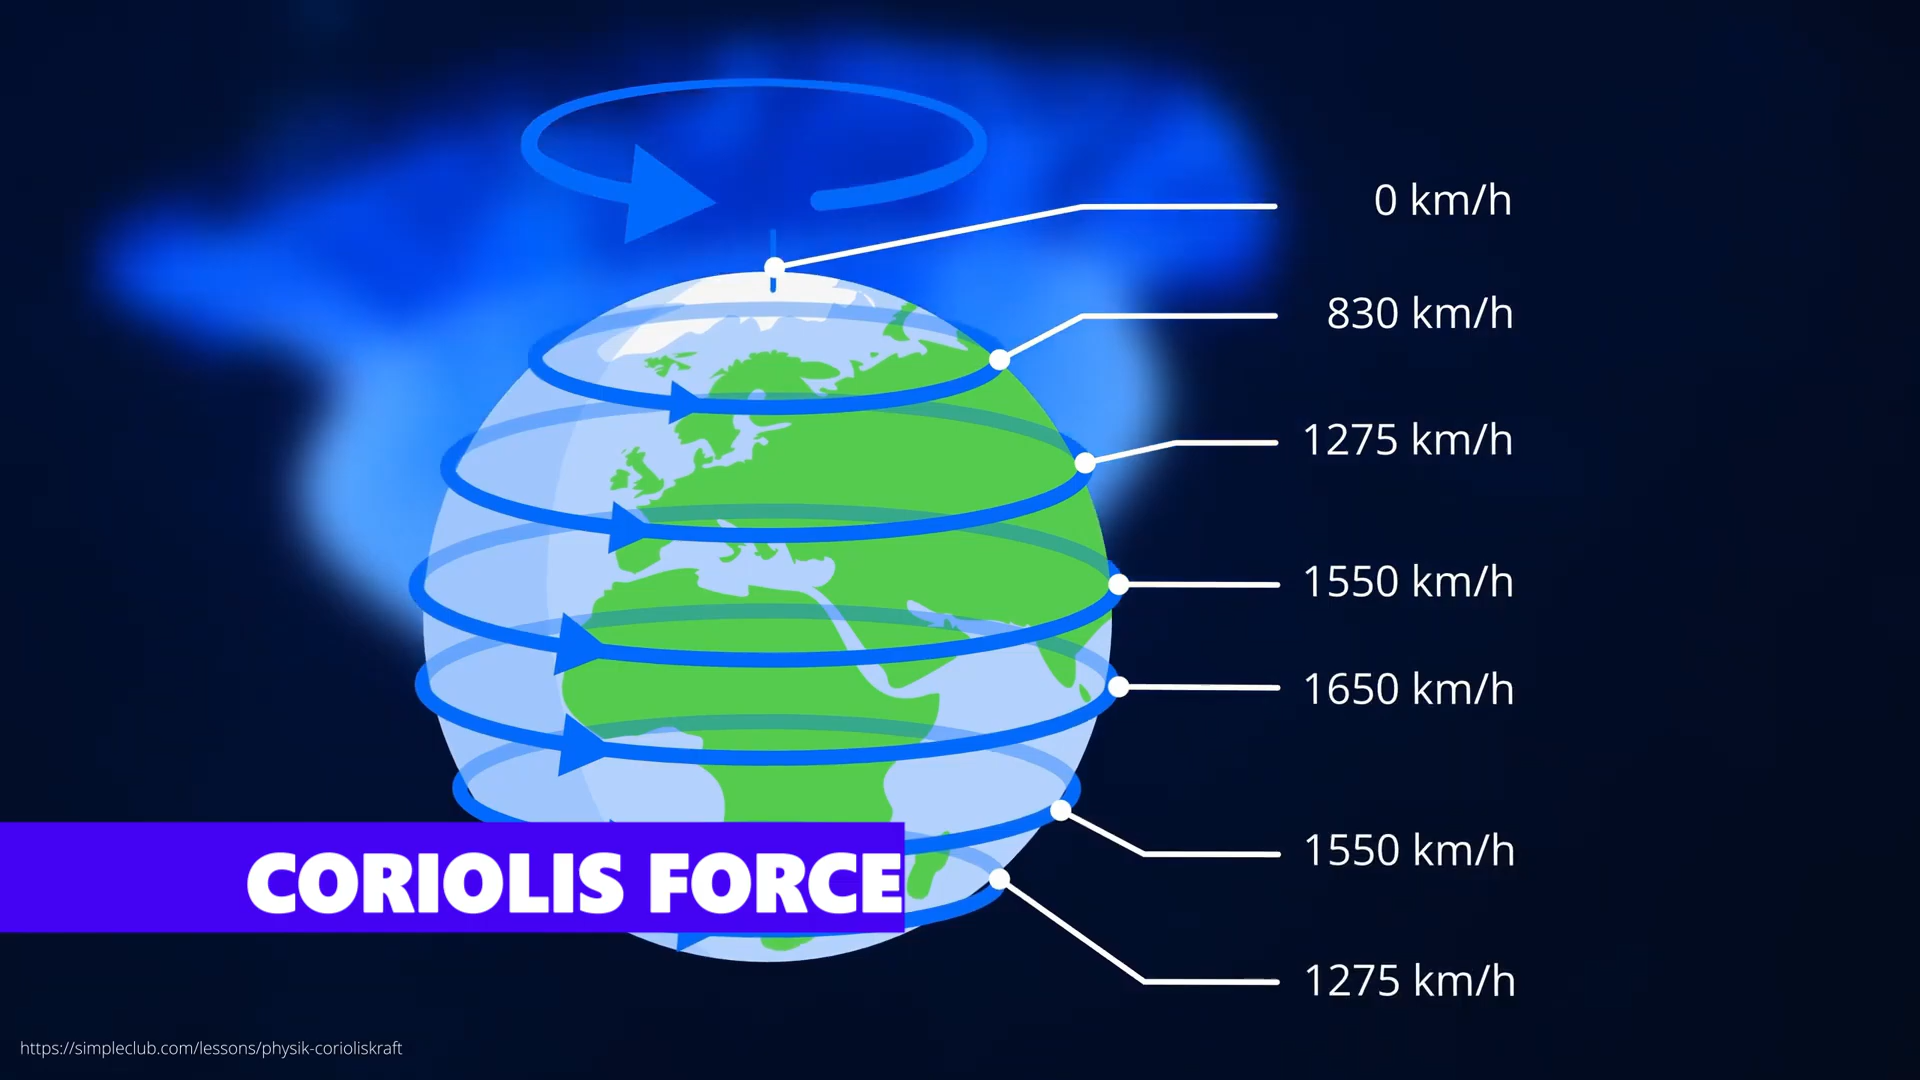 0 km/h
830 km/h
1275 km/h
1550 km/h
1650 km/h
1550 km/h
CORIOLIS FORCE
1275 km/h
https://simpleclub.com/lessons/physik-corioliskraft